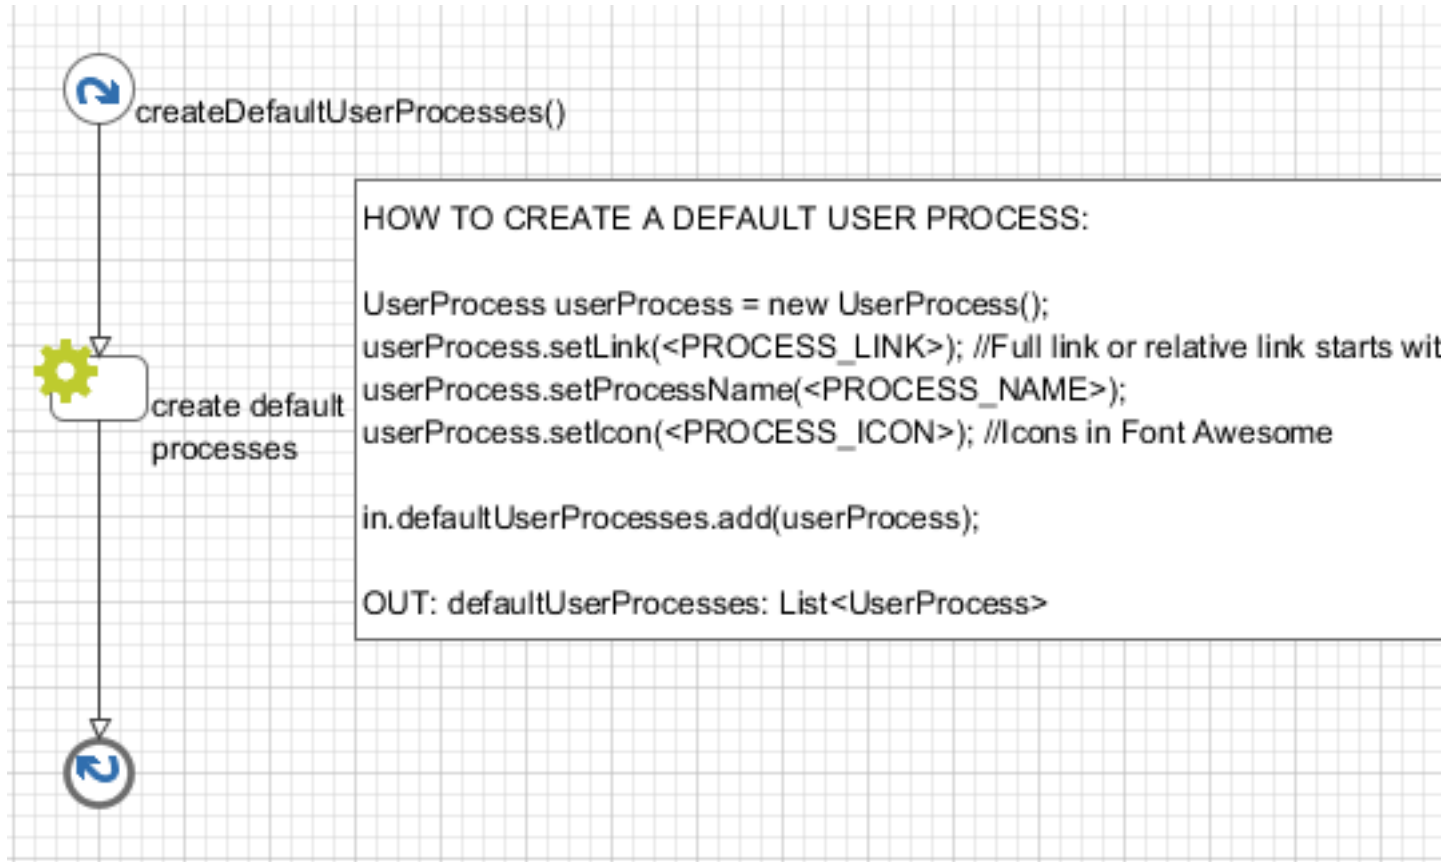 createDefaultUserProcesses()
HOW TO CREATE A DEFAULT USER PROCESS:
UserProcess userProcess = new UserProcess();
userProcess.setLink(<PROCESS_LINK>); //Full link or relative link starts wit
userProcess.setProcessName(<PROCESS_NAME>);
userProcess.setIcon(<PROCESS_ICON>); //Icons in Font Awesome
in.defaultUserProcesses.add(userProcess);
OUT: defaultUserProcesses: List<UserProcess>
create default
processes